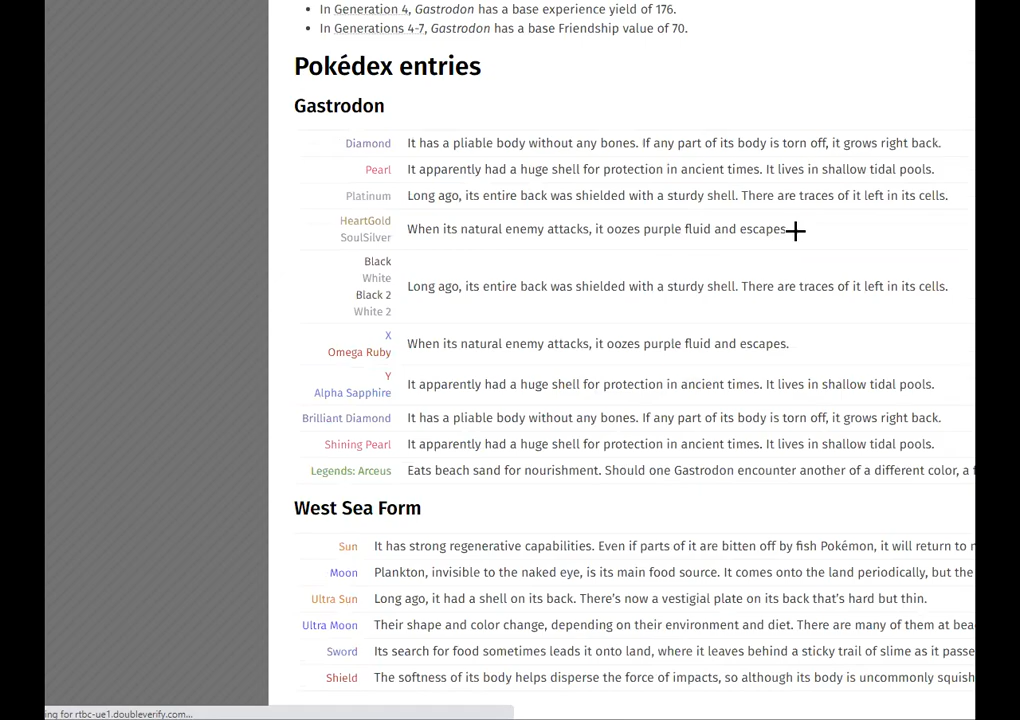 In Generation 4, Gastrodon has a base experience yield of 176.
In Generations 4-7, Gastrodon has a base Friendship value of 70.
Pokédex entries
Gastrodon
Diamond It has a pliable body without any bones. If any part of its body is torn off, it grows right back.
Pearl It apparently had a huge shell for protection in ancient times. It lives in shallow tidal pools.
Platinum Long ago, its entire back was shielded with a sturdy shell. There are traces of it left in its cells.
HeartGold
SoulSilver
When its natural enemy attacks, it oozes purple fluid and escapes
Black
White
Black 2
White 2
Long ago, its entire back was shielded with a sturdy shell. There are traces of it left in its cells.
X
Omega Ruby
When its natural enemy attacks, it oozes purple fluid and escapes.
Y
Alpha Sapphire
It apparently had a huge shell for protection in ancient times. It lives in shallow tidal pools.
Brilliant Diamond It has a pliable body without any bones. If any part of its body is torn off, it grows right back.
Shining Pearl It apparently had a huge shell for protection in ancient times. It lives in shallow tidal pools.
Legends: Arceus Eats beach sand for nourishment. Should one Gastrodon encounter another of a different color, a
West Sea Form
Sun It has strong regenerative capabilities. Even if parts of it are bitten off by fish Pokémon, it will return to
Moon Plankton, invisible to the naked eye, is its main food source. It comes onto the land periodically, but the
Ultra Sun Long ago, it had a shell on its back. There's now a vestigial plate on its back that's hard but thin.
Ultra Moon Their shape and color change, depending on their environment and diet. There are many of them at bea
Sword Its search for food sometimes leads it onto land, where it leaves behind a sticky trail of slime as it passe
Shield The softness of its body helps disperse the force of impacts, so although its body is uncommonly squish
ing for rtbc-ue1.doubleverify.com...